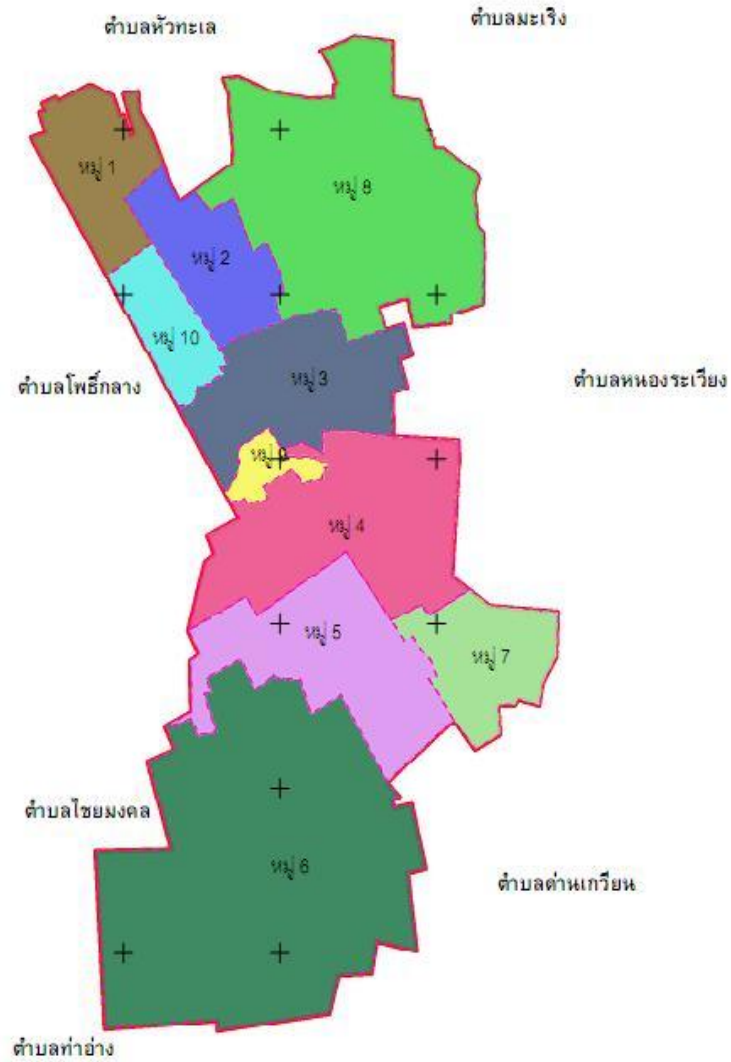 ตำบลมะเริง
ตำบลหัวทะเล
หมู่ 1
หมู่ 8
หมู่ 2
หมู่ 10
ตำบลโพธิ์กลาง
หมู่ 3
ตำบลหนองระเวียง
หมู่ 9
หมู่ 4
หมู่ 5
หมู่ 7
ตำบลไชยมงคล
หมู่ 6
ตำบลด่านเกวียน
ตำบลท่าอ่าง